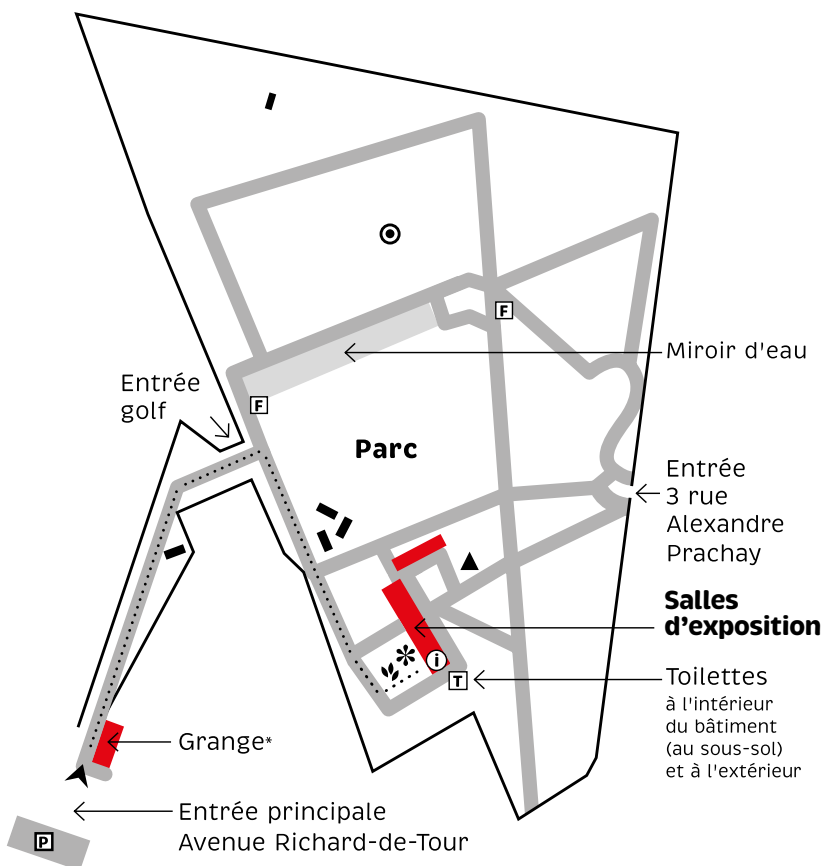 F
Miroir d'eau
Entrée
golf
F
Parc
Entrée
3 rue
Alexandre
Prachay
Salles
d'exposition
i
T
Toilettes
à l'intérieur
du bâtiment
(au sous-sol)
et à l'extérieur
Grange*
Entrée principale
Avenue Richard-de-Tour
P